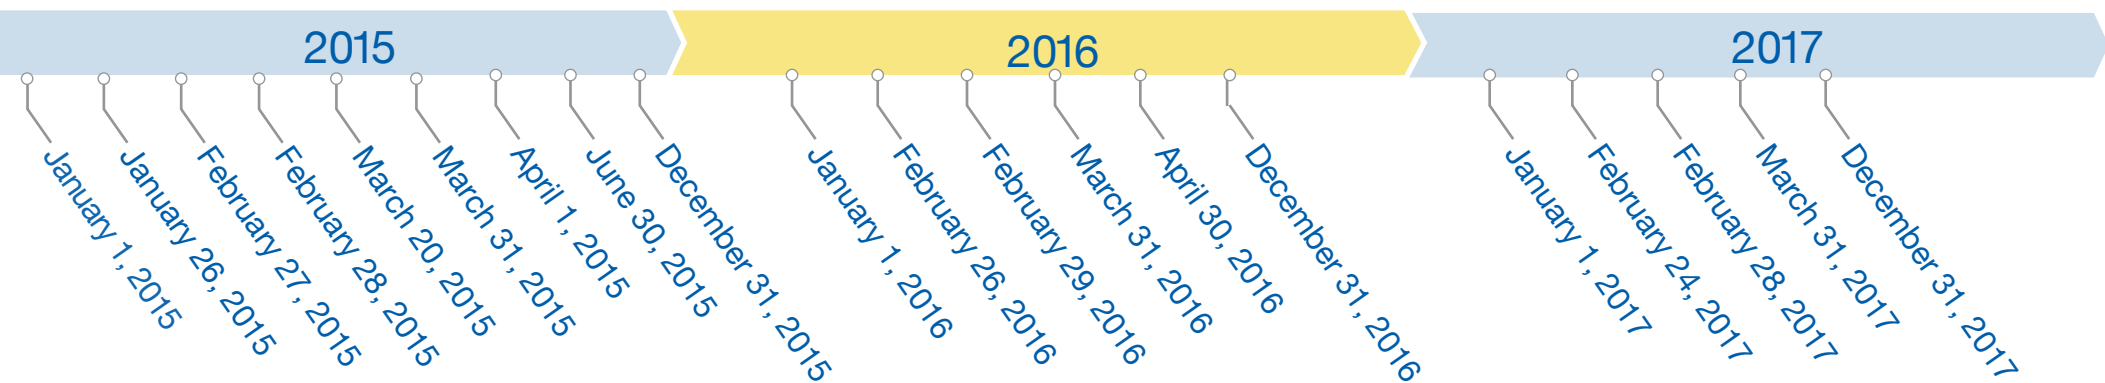 2015
2016
2017
January 1, 2015
January 26, 2015
February 27, 2015
February 28, 2015
March 20, 2015
March 31, 2015
April 1, 2015
June 30, 2015
December 31, 2015
January 1, 2016
February 26, 2016
February 29, 2016
March 31, 2016
April 30, 2016
December 31, 2016
January 1, 2017
February 24, 2017
February 28, 2017
March 31, 2017
December 31, 2017